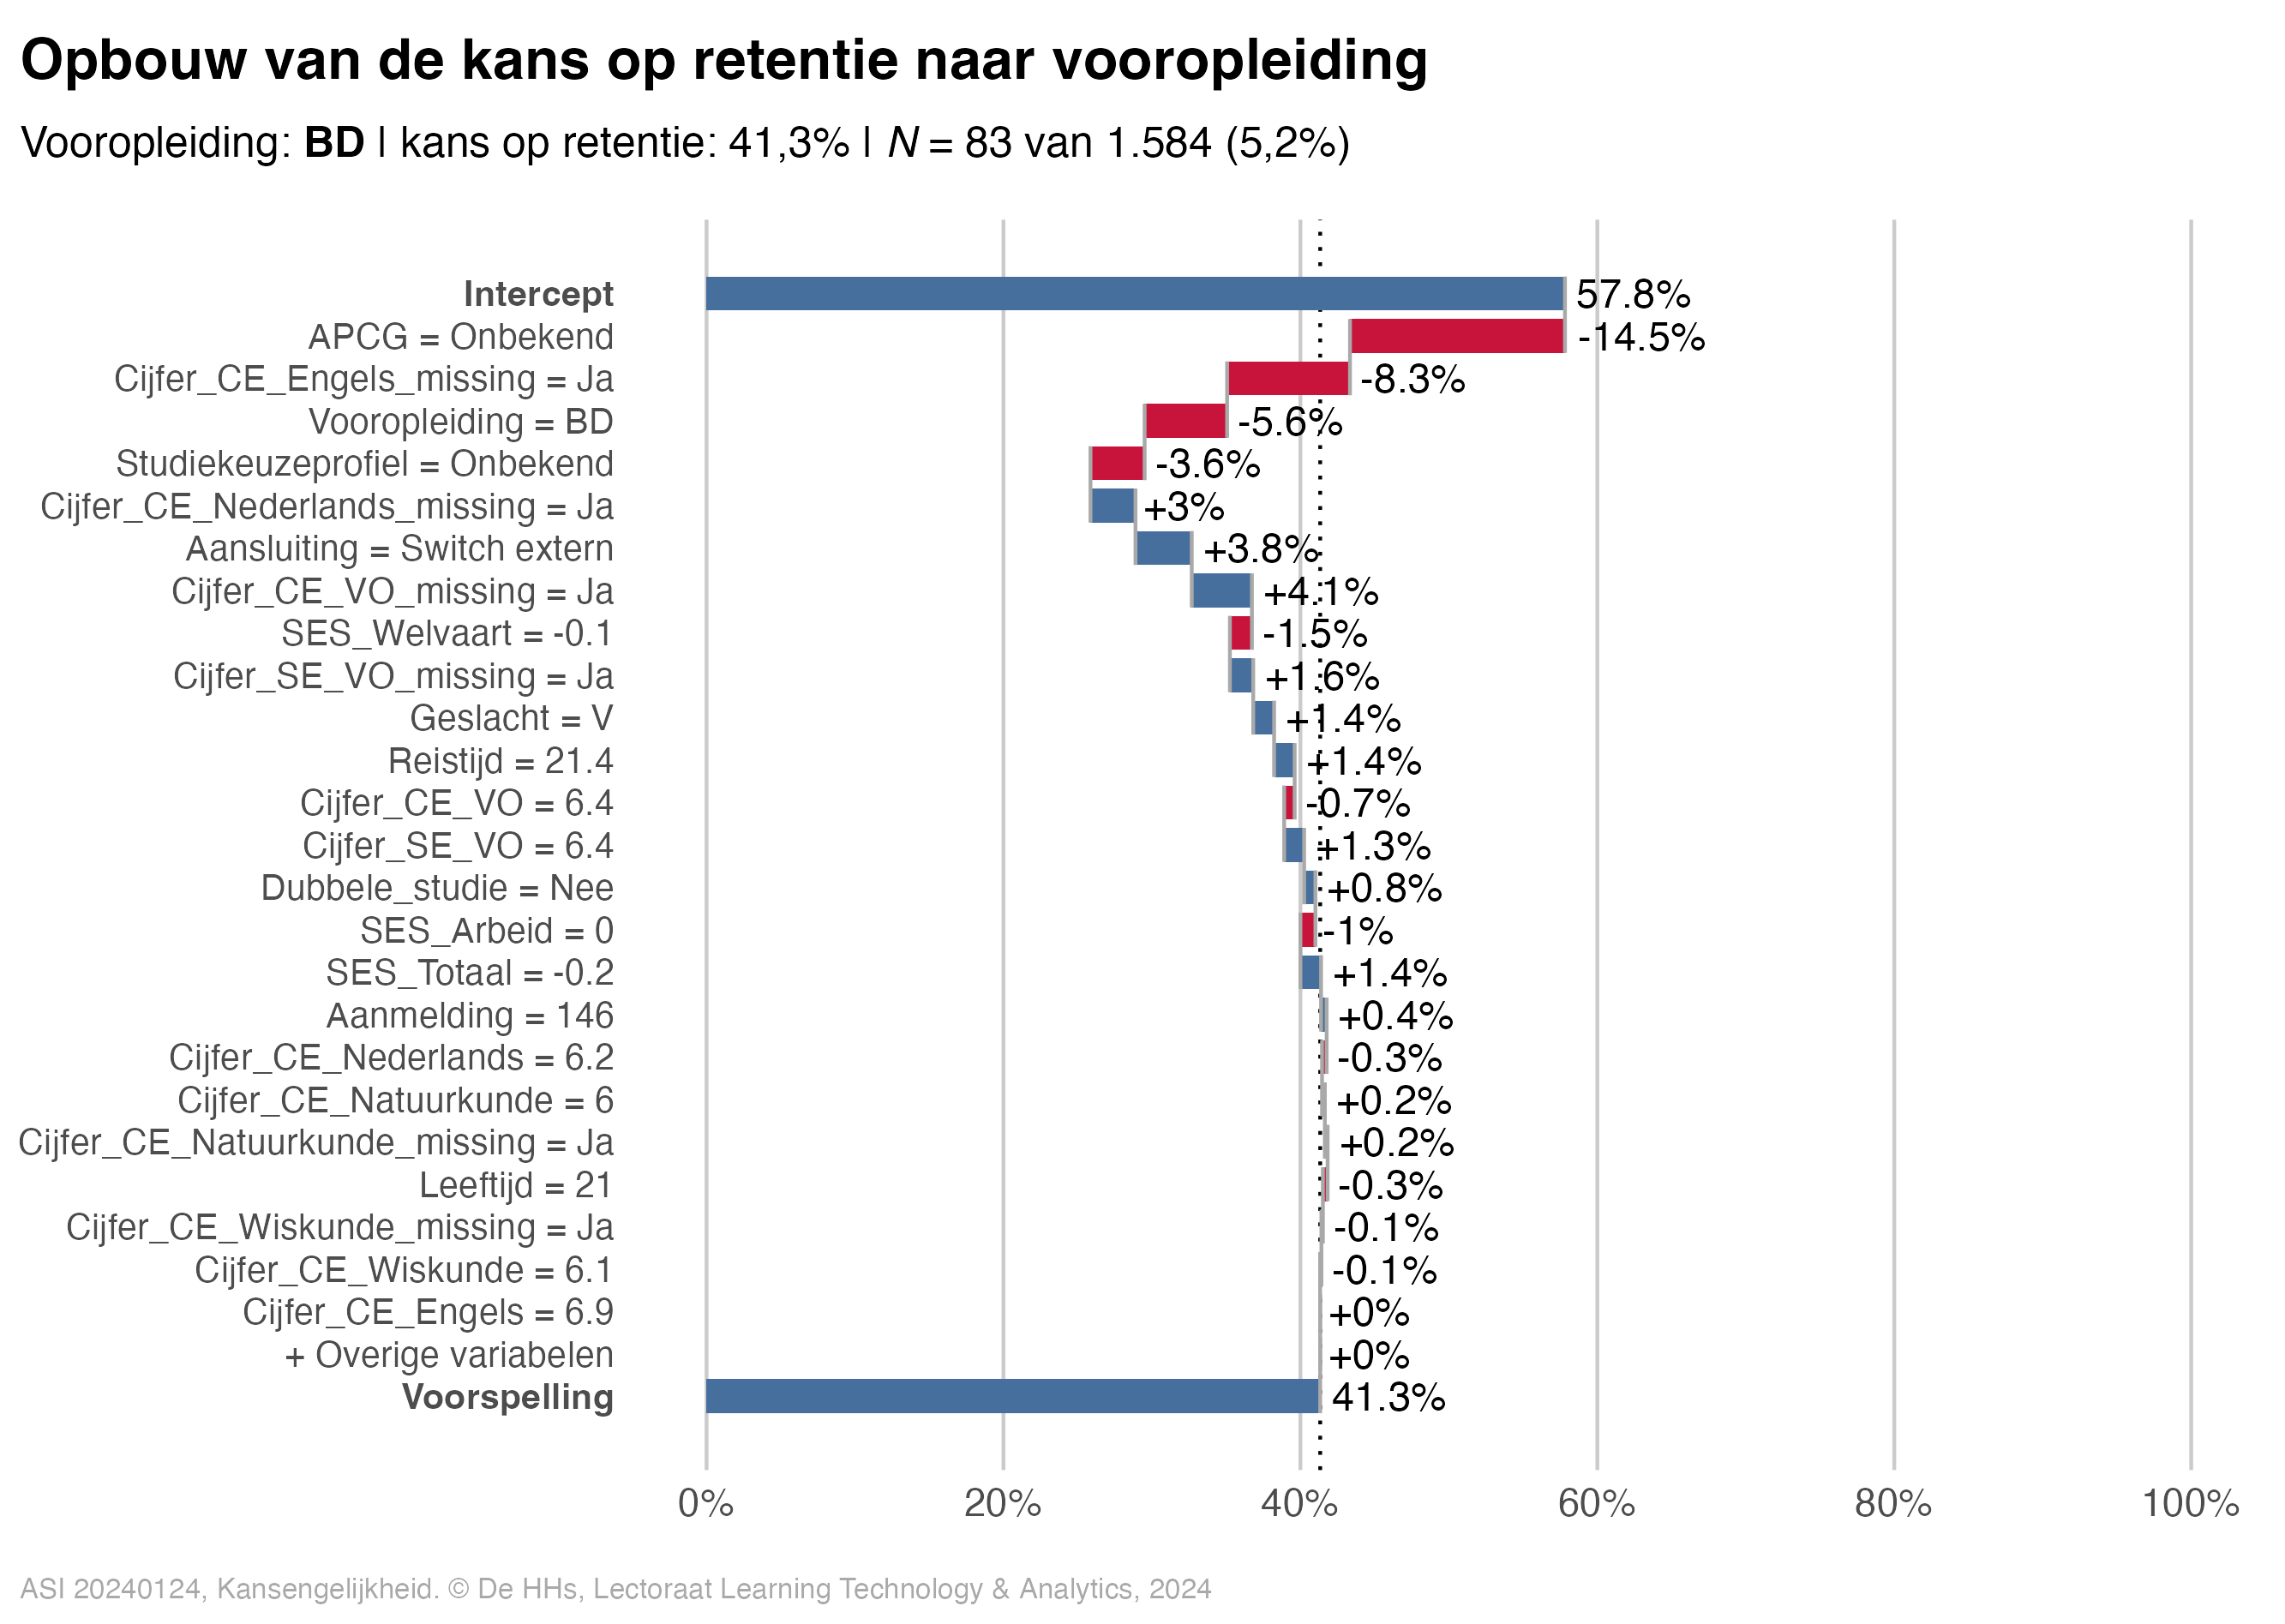 Opbouw van de kans op retentie naar vooropleiding
Vooropleiding: BD | kans op retentie: 41,3% | N = 83 van 1.584 (5,2%)
Intercept 57.8%
APCG = Onbekend -14.5%
Cijfer_CE_Engels_missing = Ja -8.3%
Vooropleiding = BD -5.6%
Studiekeuzeprofiel = Onbekend -3.6%
Cijfer_CE_Nederlands_missing = Ja +3%
Aansluiting = Switch extern +3.8%
Cijfer_CE_VO_missing = Ja +4.1%
SES_Welvaart = -0.1 -1.5%
Cijfer_SE_VO_missing = Ja +1.6%
Geslacht = V +1.4%
Reistijd = 21.4 +1.4%
Cijfer_CE_VO = 6.4 -0.7%
Cijfer_SE_VO = 6.4 +1.3%
Dubbele_studie = Nee +0.8%
SES_Arbeid = 0 -1%
SES_Totaal = -0.2 +1.4%
Aanmelding = 146 +0.4%
Cijfer_CE_Nederlands = 6.2 -0.3%
Cijfer_CE_Natuurkunde = 6 +0.2%
Cijfer_CE_Natuurkunde_missing = Ja +0.2%
Leeftijd = 21 -0.3%
Cijfer_CE_Wiskunde_missing = Ja -0.1%
Cijfer_CE_Wiskunde = 6.1 -0.1%
Cijfer_CE_Engels = 6.9 +0%
+ Overige variabelen +0%
Voorspelling 41.3%
0% 20% 40% 60% 80% 100%
ASI 20240124, Kansengelijkheid. © De HHs, Lectoraat Learning Technology & Analytics, 2024